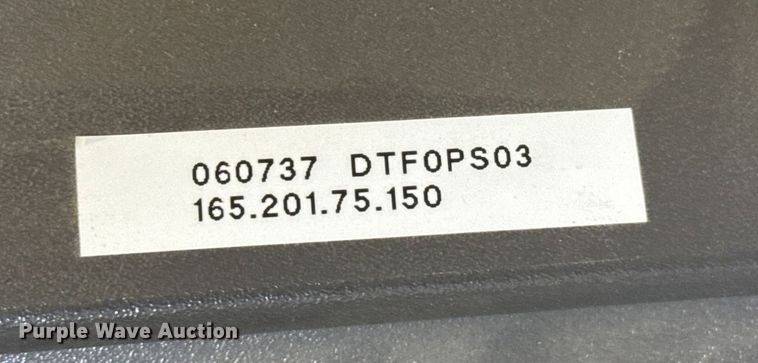 060737 DTF0PS03
165.201.75.150
Purple Wave Auction